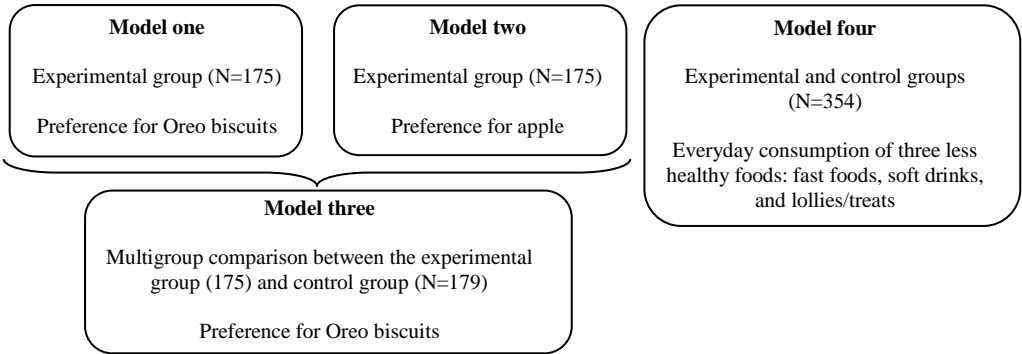 Model one
Experimental group (N=175)
Preference for Oreo biscuits
Model two
Experimental group (N=175)
Preference for apple
Model four
Experimental and control groups
(N=354)
Everyday consumption of three less
healthy foods: fast foods, soft drinks,
and lollies/treats
Model three
Multigroup comparison between the experimental
group (175) and control group (N=179)
Preference for Oreo biscuits